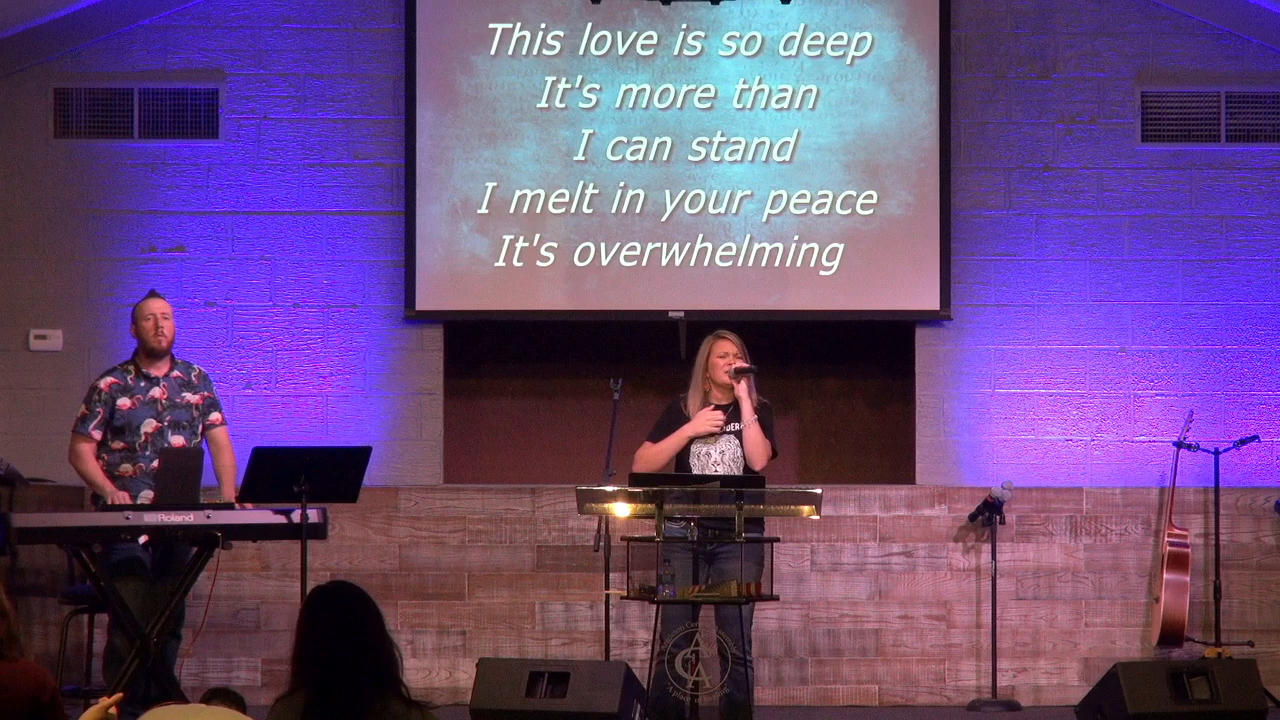 This love is so deep
It's more than
I can stand
I melt in your peace
It's overwhelming
Roland